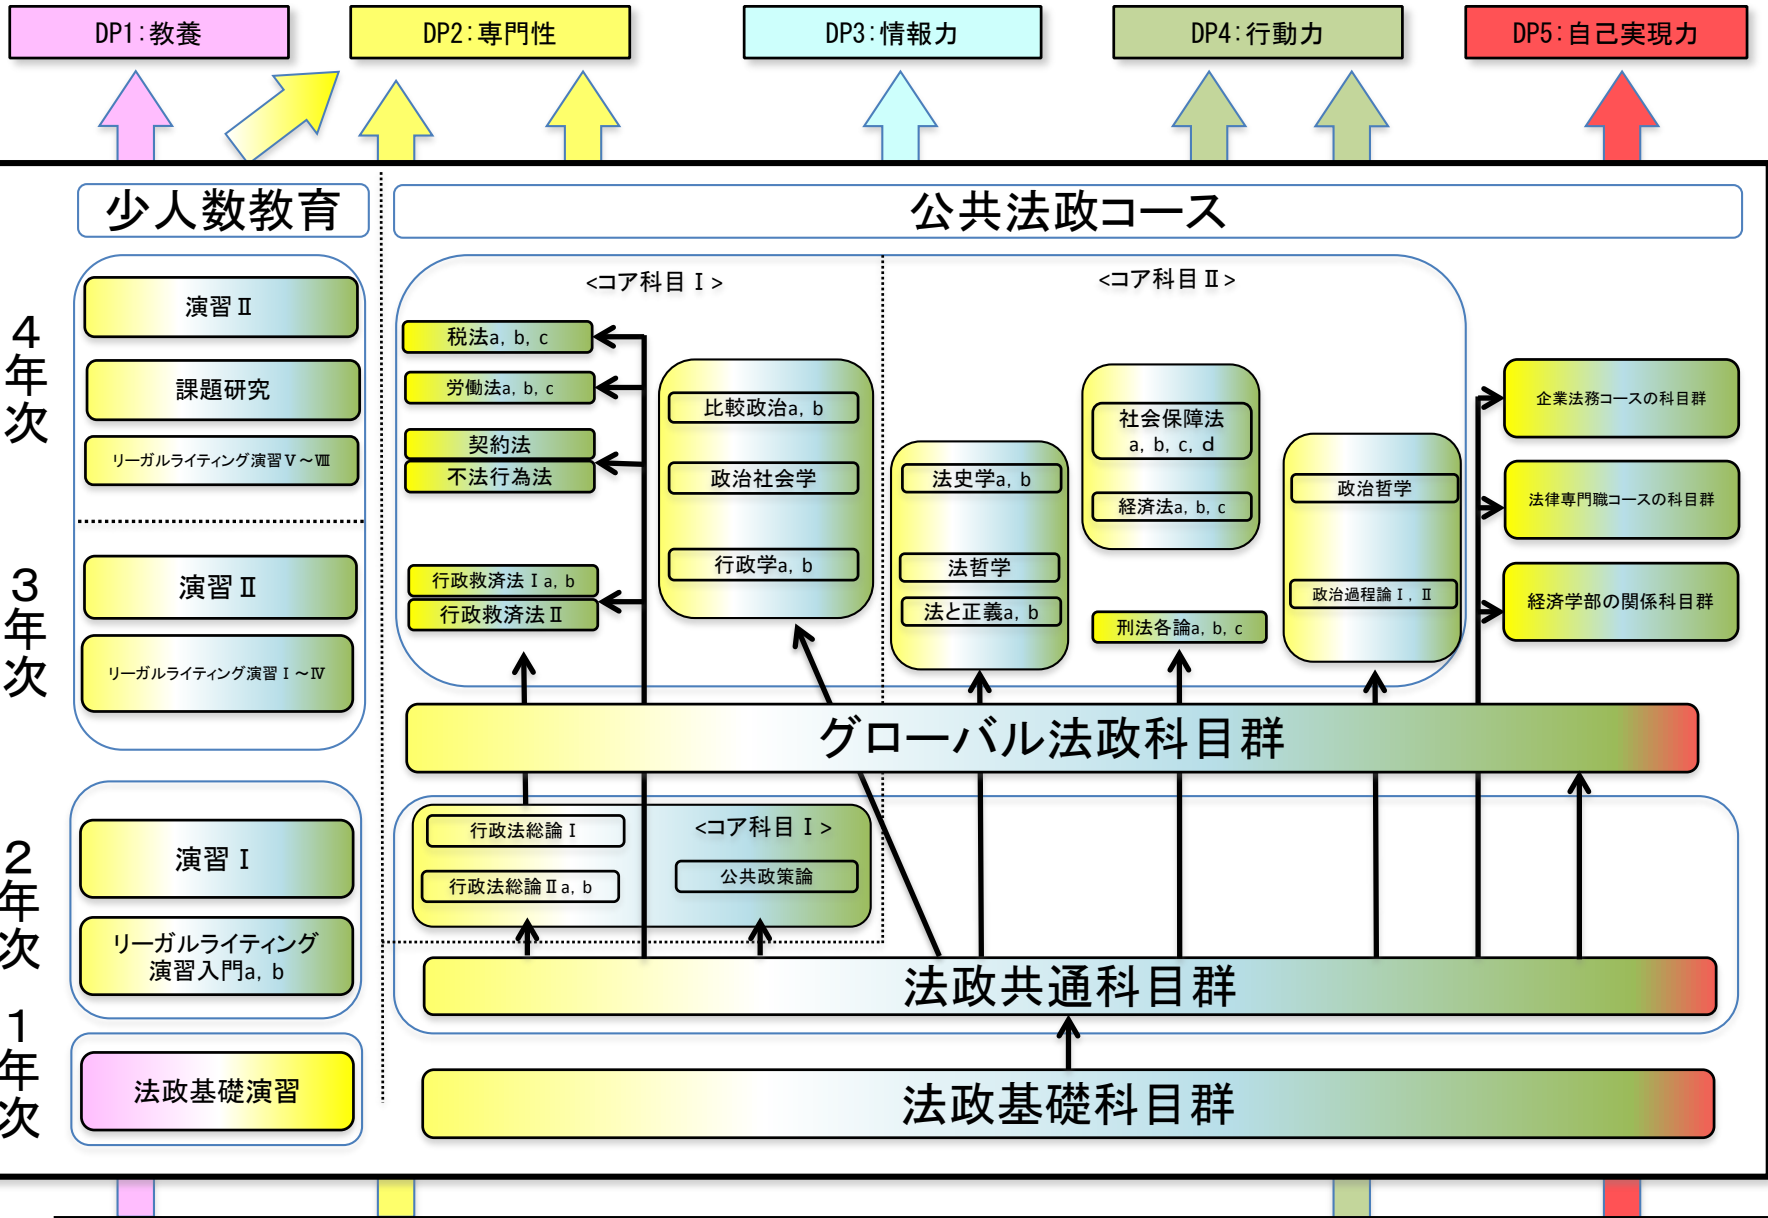 DP1:教養
DP2:専門性
DP3:情報力
DP4:行動力
DP5:自己実現力
少人数教育
公共法政コース
4年次
演習Ⅱ
課題研究
リーガルライティング演習Ⅴ～Ⅷ
3年次
演習Ⅱ
リーガルライティング演習Ⅰ～Ⅳ
2年次
演習Ⅰ
リーガルライティング
演習入門a, b
1年次
法政基礎演習
<コア科目Ⅰ>
税法a, b, c
労働法a, b, c
契約法
不法行為法
行政救済法Ⅰa, b
行政救済法Ⅱ
比較政治a, b
政治社会学
行政学a, b
<コア科目Ⅱ>
法史学a, b
法哲学
法と正義a, b
社会保障法
a, b, c, d
経済法a, b, c
刑法各論a, b, c
政治哲学
政治過程論Ⅰ, Ⅱ
企業法務コースの科目群
法律専門職コースの科目群
経済学部の関係科目群
グローバル法政科目群
行政法総論Ⅰ
行政法総論Ⅱa, b
<コア科目Ⅰ>
公共政策論
法政共通科目群
法政基礎科目群